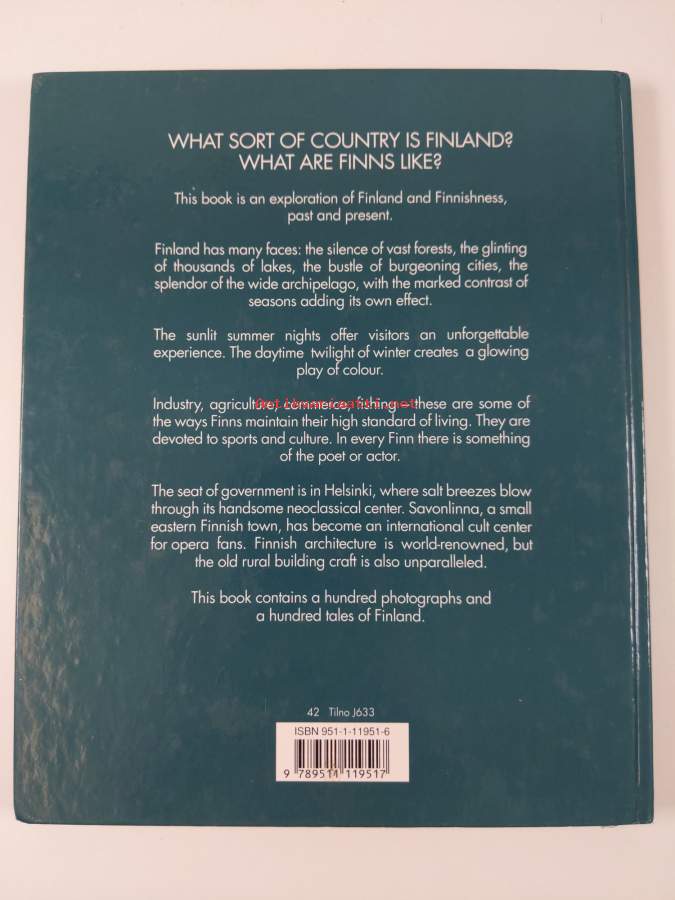 WHAT SORT OF COUNTRY IS FINLAND?
WHAT ARE FINNS LIKE?
This book is an exploration of Finland and Finnishness,
past and present.
Finland has many faces: the silence of vast forests, the glinting
of thousands of lakes, the bustle of burgeoning cities, the
splendor of the wide archipelago, with the marked contrast of
seasons adding its own effect.
The sunlit summer nights offer visitors an unforgettable
experience. The daytime twilight of winter creates a glowing
play of colour.
Industry, agriculture, commerce, fishing – these are some of
the ways Finns maintain their high standard of living. They are
devoted to sports and culture. In every Finn there is something
of the poet or actor.
The seat of government is in Helsinki, where salt breezes blow
through its handsome neoclassical center. Savonlinna, a small
eastern Finnish town, has become an international cult center
for opera fans. Finnish architecture is world-renowned, but
the old rural building craft is also unparalleled.
This book contains a hundred photographs and
a hundred tales of Finland.
42 Tilno J633
ISBN 951-1-11951-6
9 789511 119517